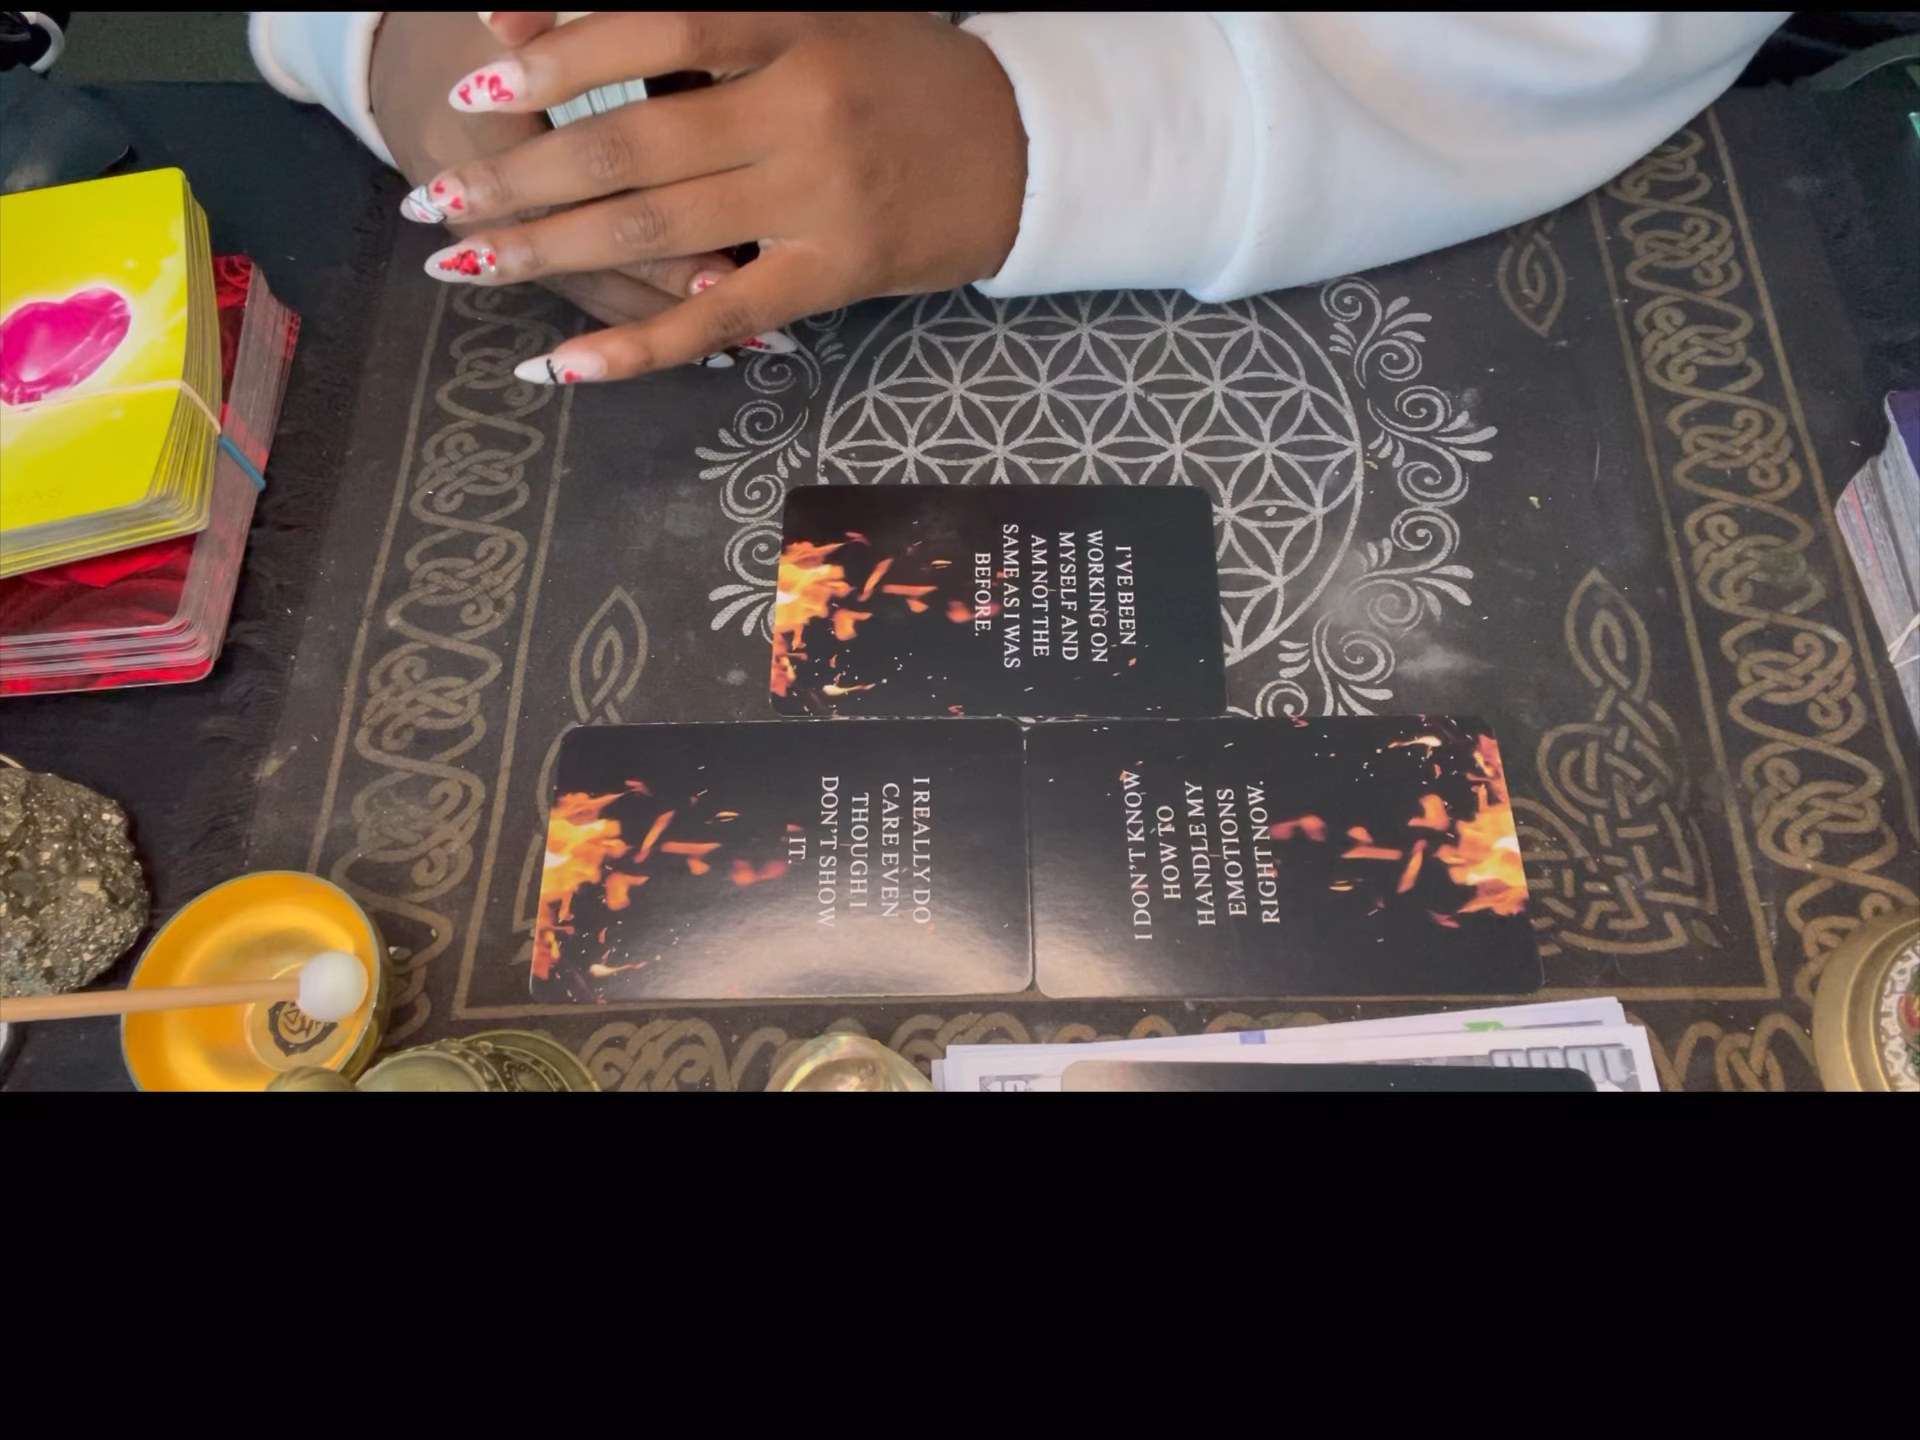 I'VE BEEN
WORKING ON
MYSELF AND
AM NOT THE
SAME AS I WAS
BEFORE.
I REALLY DO
CARE EVEN
THOUGH I
DON'T SHOW
IT.
I DON'T KNOW
HOW TO
HANDLE MY
EMOTIONS
RIGHT NOW.